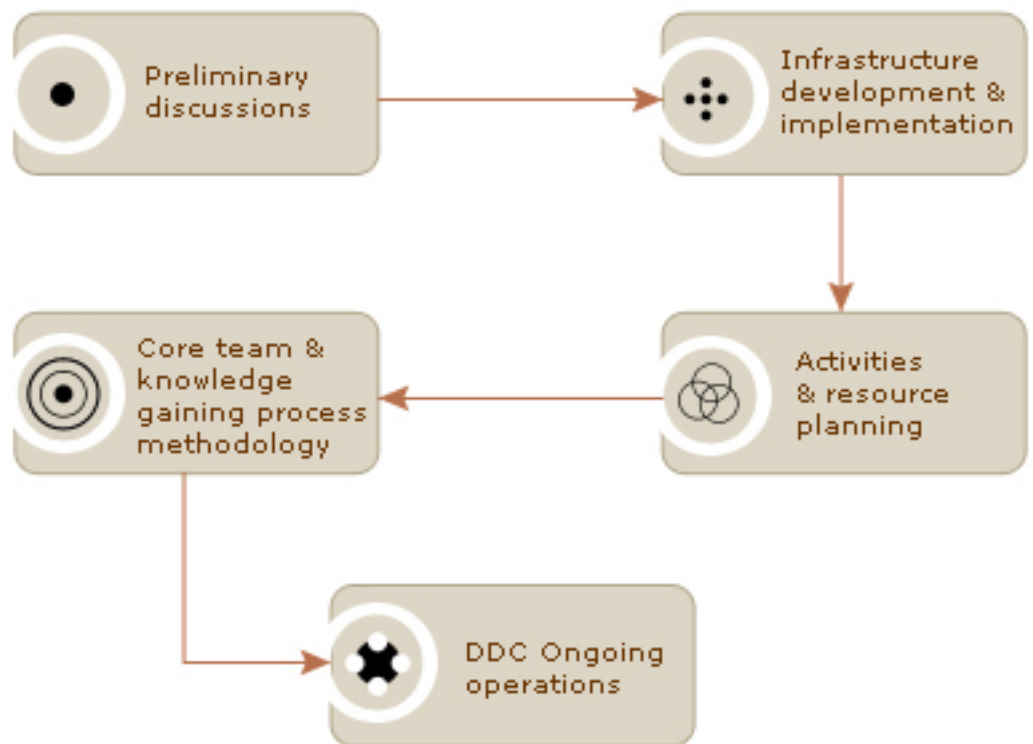 Preliminary
discussions
Infrastructure
development &
implementation
Activities
& resource
planning
Core team &
knowledge
gaining process
methodology
DDC Ongoing
operations